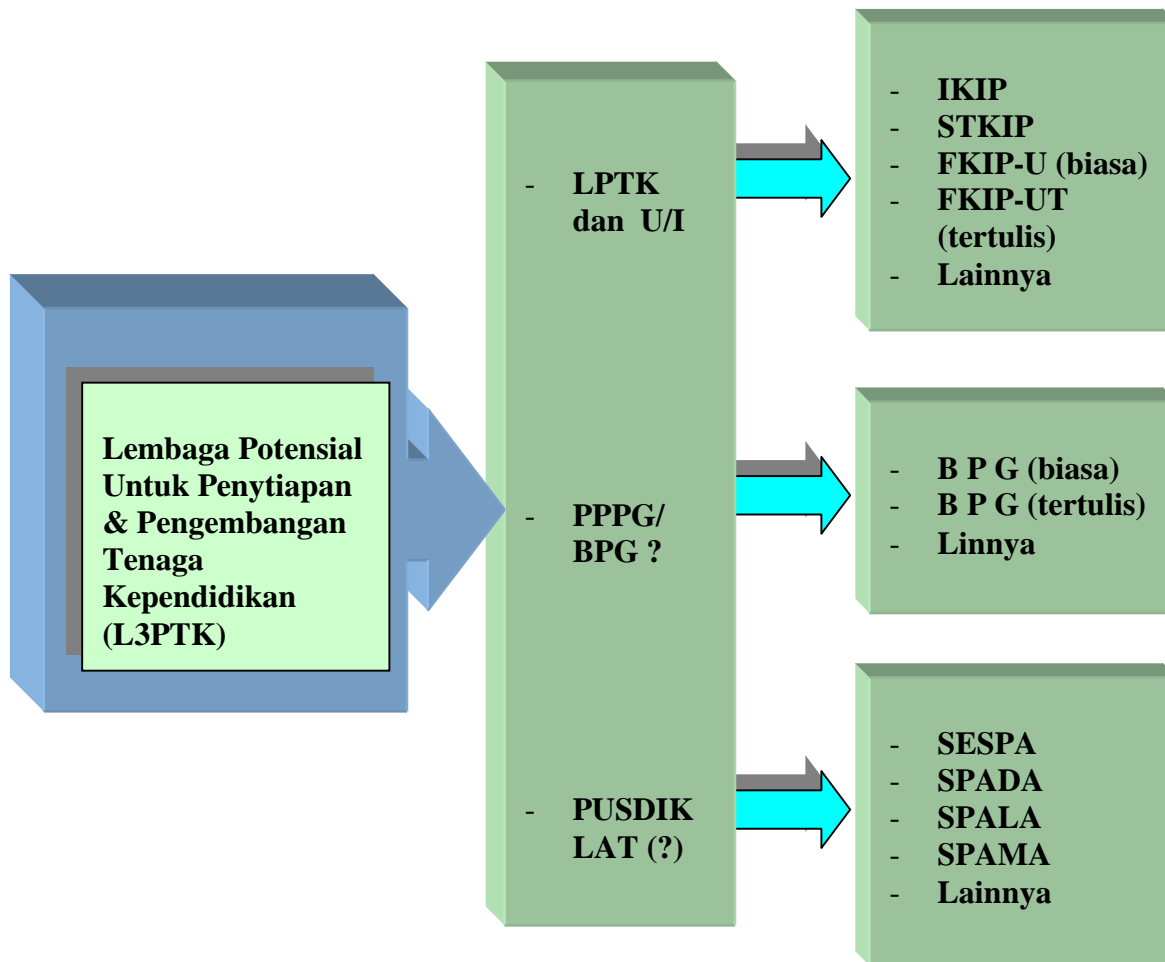 Lembaga Potensial
Untuk Penytiapan
& Pengembangan
Tenaga
Kependidikan
(L3PTK)
- LPTK
dan U/I
- PPPG/
BPG ?
- PUSDIK
LAT (?)
- IKIP
- STKIP
- FKIP-U (biasa)
- FKIP-UT
(tertulis)
- Lainnya
- B P G (biasa)
- B P G (tertulis)
- Linnya
- SESPA
- SPADA
- SPALA
- SPAMA
- Lainnya